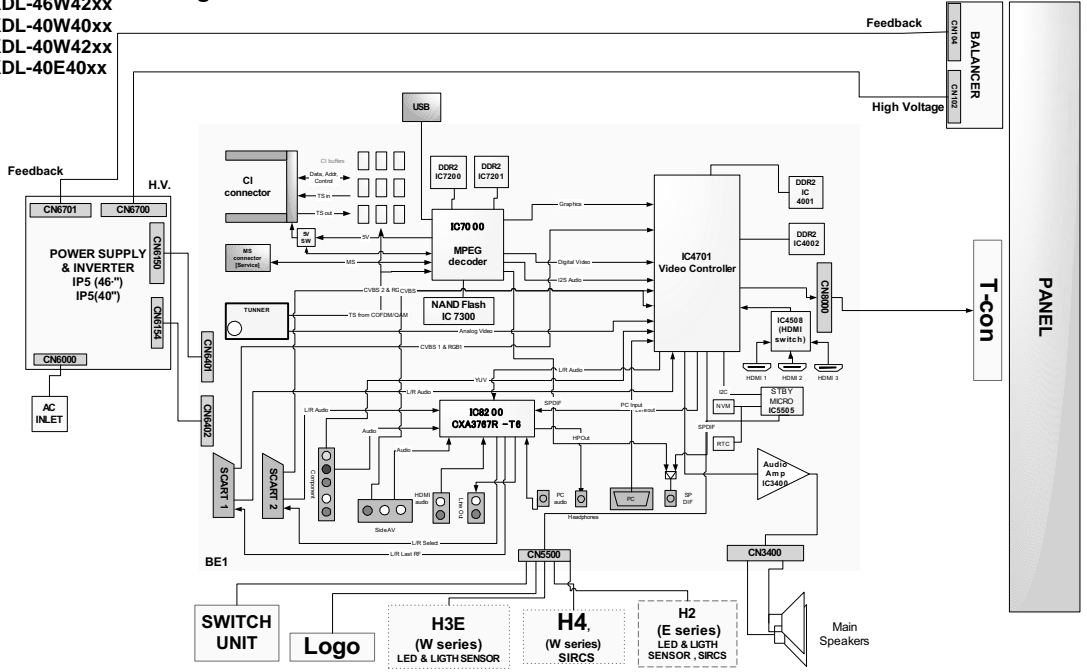 KDL-46W42xx
KDL-40W40xx
KDL-40W42xx
KDL-40E40xx
Feedback
CN104
BALANCER
CN102
High Voltage
PANEL
T-con
USB
Feedback
H.V.
CN6701
CN6700
CN6150
POWER SUPPLY
& INVERTER
IP5 (46")
IP5(40")
CN6154
CN6000
AC
INLET
CN6401
CN6402
CI
connector
CI buffes
Data, Addr,
Control
TS in
TS out
5V
SW
5V
MS
connector
[Service]
MS
DDR2
IC7200
DDR2
IC7201
IC7000
MPEG
decoder
NAND Flash
IC 7300
Graphics
Digital Video
I2S Audio
CVBS 2 & RG
CVBS
TUNNER
TS from COFDM/QAM
Analog Video
CVBS 1 & RGB1
IC4701
Video Controller
DDR2
IC
4001
DDR2
IC4002
CN8000
IC4508
(HDMI
switch)
HDMI 1
HDMI 2
HDMI 3
L/R Audio
YUV
I2C
STBY
MICRO
IC5505
NVM
RTC
L/R Audio
Audio
Audio
IC8200
CXA3767R -T6
SPDIF
PC Input
HPOut
SPDIF
SCART 1
SCART 2
Component
SideAV
HDMI
audio
Line Out
PC
audio
Headphones
PC
SP
DIF
Audio
Amp
IC3400
L/R Select
L/R Last RF
BE1
CN5500
CN3400
SWITCH
UNIT
Logo
H3E
(W series)
LED & LIGTH SENSOR
H4,
(W series)
SIRCS
H2
(E series)
LED & LIGTH
SENSOR , SIRCS
Main
Speakers